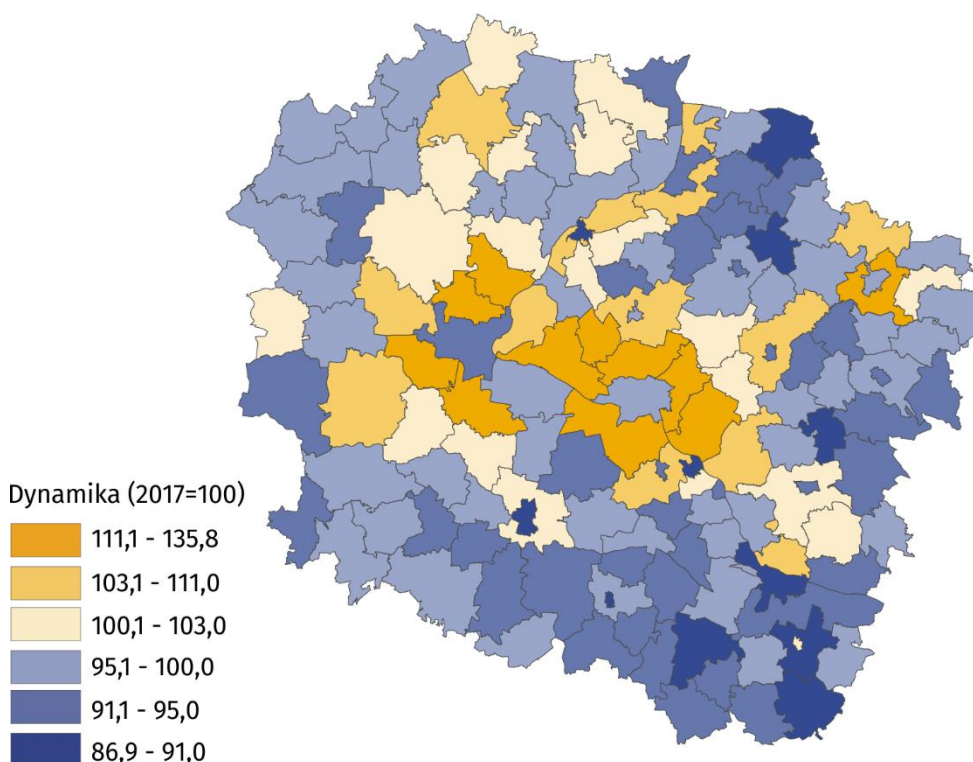 Dynamika (2017=100)
111,1 - 135,8
103,1 - 111,0
100,1 - 103,0
95,1 - 100,0
91,1 - 95,0
86,9 - 91,0